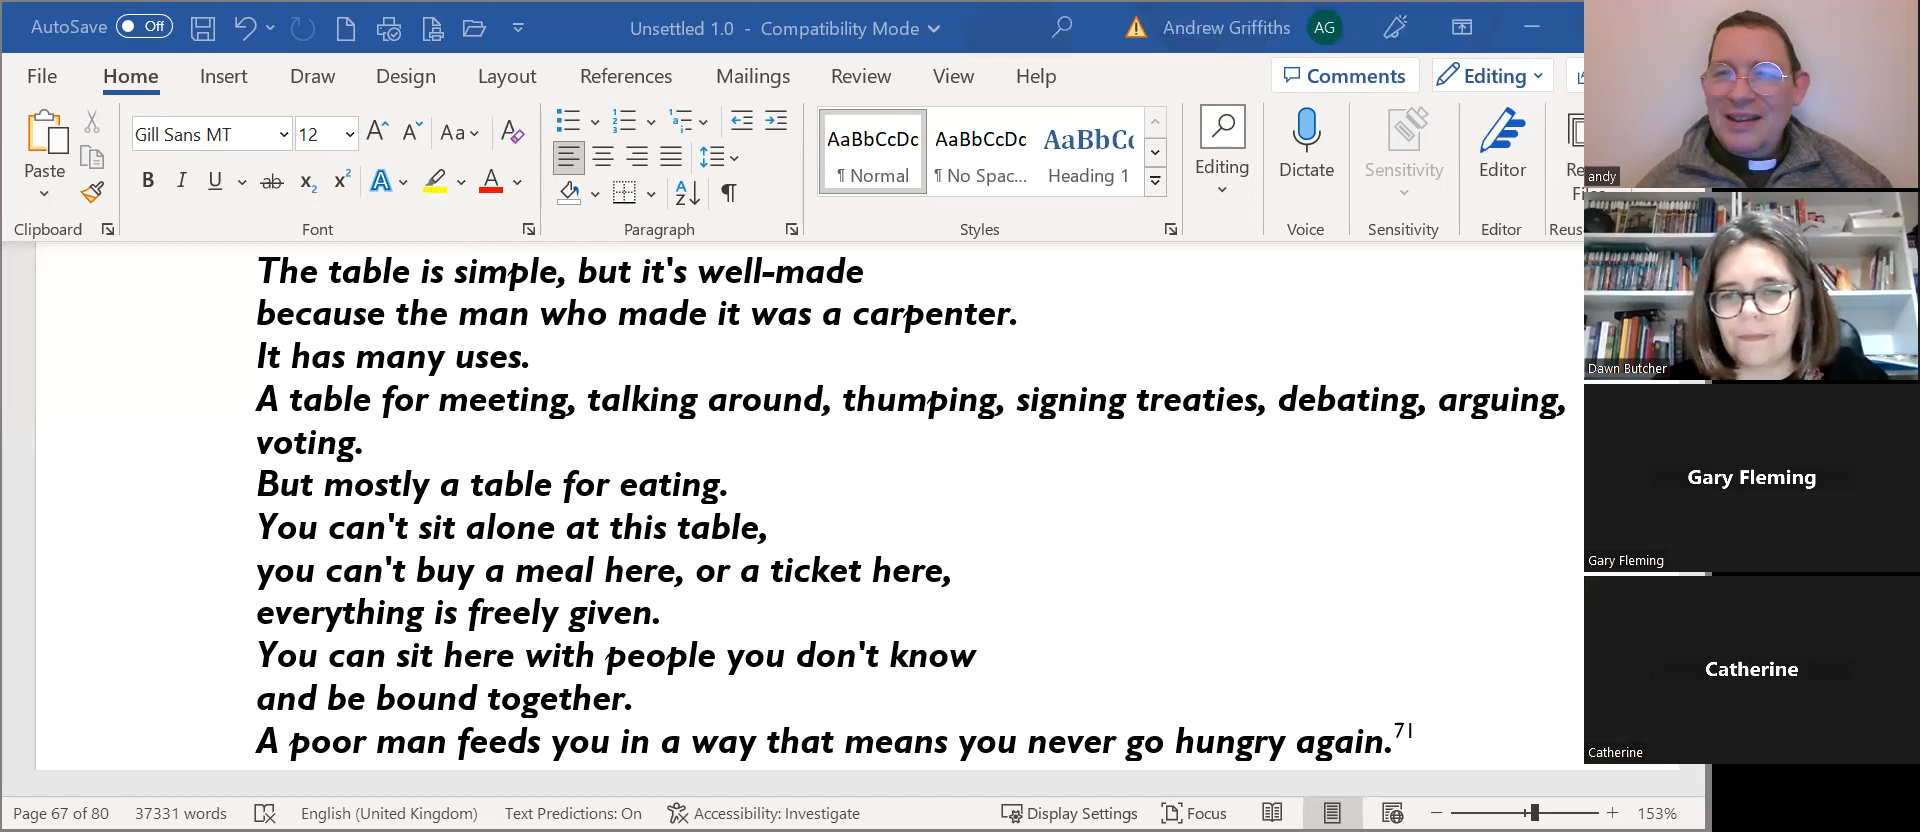 AutoSave Off Unsettled 1.0 - Compatibility Mode Andrew Griffiths AG
File Home Insert Draw Design Layout References Mailings Review View Help Comments Editing
Gill Sans MT 12 Aa
AaBbCcDc AaBbCcDc AaBbCc
Paste B I U ab x₂ x² A A ¶ Normal ¶ No Spac... Heading 1 Editing Dictate Sensitivity Editor
Clipboard Font Paragraph Styles Voice Sensitivity Editor
The table is simple, but it's well-made
because the man who made it was a carpenter.
It has many uses.
A table for meeting, talking around, thumping, signing treaties, debating, arguing,
voting.
But mostly a table for eating.
You can't sit alone at this table,
you can't buy a meal here, or a ticket here,
everything is freely given.
You can sit here with people you don't know
and be bound together.
A poor man feeds you in a way that means you never go hungry again.71
Page 67 of 80 37331 words English (United Kingdom) Text Predictions: On Accessibility: Investigate Display Settings Focus 153%
andy
Dawn Butcher
Gary Fleming
Gary Fleming
Catherine
Catherine